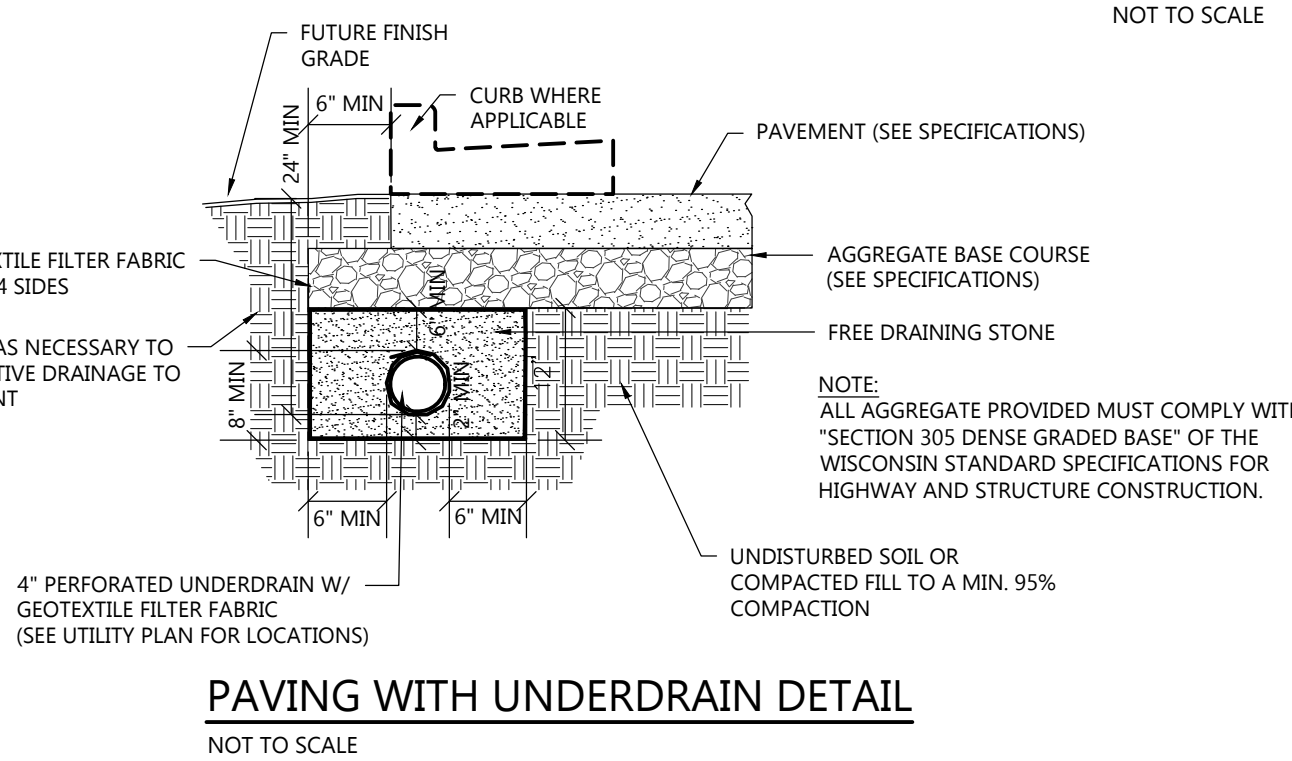 NOT TO SCALE
FUTURE FINISH
GRADE
6" MIN
CURB WHERE
APPLICABLE
24" MIN
PAVEMENT (SEE SPECIFICATIONS)
FILTER FABRIC
4 SIDES
AGGREGATE BASE COURSE
(SEE SPECIFICATIONS)
6" MIN
FREE DRAINING STONE
AS NECESSARY TO
DRAINAGE TO
8" MIN
2" MIN
12"
NOTE:
ALL AGGREGATE PROVIDED MUST COMPLY WITH
"SECTION 305 DENSE GRADED BASE" OF THE
WISCONSIN STANDARD SPECIFICATIONS FOR
HIGHWAY AND STRUCTURE CONSTRUCTION.
6" MIN
6" MIN
UNDISTURBED SOIL OR
COMPACTED FILL TO A MIN. 95%
COMPACTION
4" PERFORATED UNDERDRAIN W/
GEOTEXTILE FILTER FABRIC
(SEE UTILITY PLAN FOR LOCATIONS)
PAVING WITH UNDERDRAIN DETAIL
NOT TO SCALE